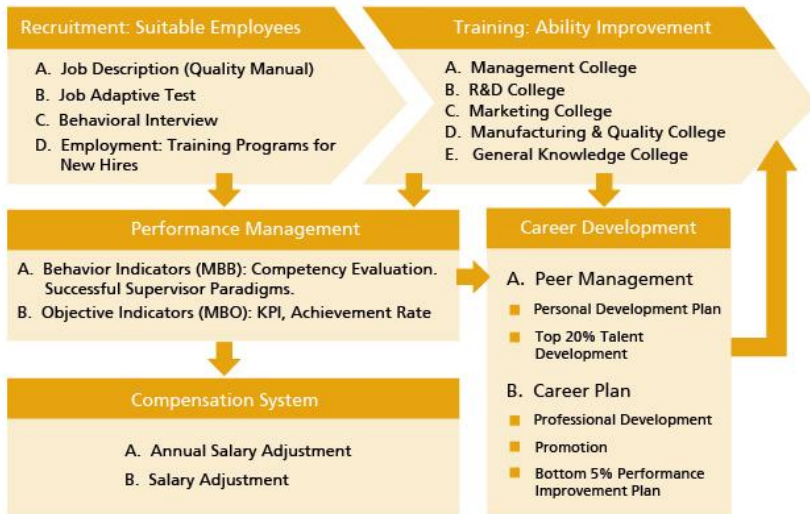 Recruitment: Suitable Employees
A. Job Description (Quality Manual)
B. Job Adaptive Test
C. Behavioral Interview
D. Employment: Training Programs for
New Hires
Training: Ability Improvement
A. Management College
B. R&D College
C. Marketing College
D. Manufacturing & Quality College
E. General Knowledge College
Performance Management
A. Behavior Indicators (MBB): Competency Evaluation.
Successful Supervisor Paradigms.
B. Objective Indicators (MBO): KPI, Achievement Rate
Career Development
A. Peer Management
Personal Development Plan
Top 20% Talent
Development
B. Career Plan
Professional Development
Promotion
Bottom 5% Performance
Improvement Plan
Compensation System
A. Annual Salary Adjustment
B. Salary Adjustment